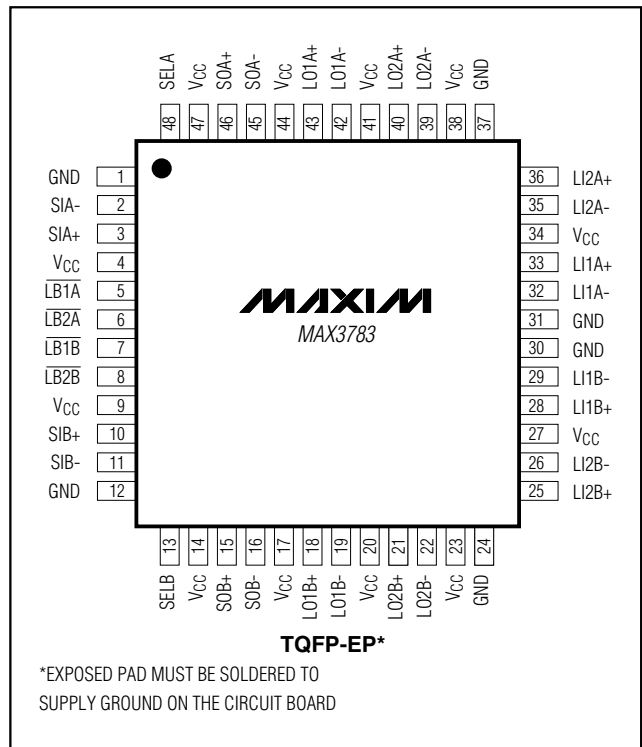 SELA VCC SOA+ SOA- VCC LO1A+ LO1A- VCC LO2A+ LO2A- VCC GND
48 47 46 45 44 43 42 41 40 39 38 37
GND 1
SIA- 2
SIA+ 3
VCC 4
LB1A 5
LB2A 6
LB1B 7
LB2B 8
VCC 9
SIB+ 10
SIB- 11
GND 12
MAXIM
MAX3783
36 LI2A+
35 LI2A-
34 VCC
33 LI1A+
32 LI1A-
31 GND
30 GND
29 LI1B-
28 LI1B+
27 VCC
26 LI2B-
25 LI2B+
13 14 15 16 17 18 19 20 21 22 23 24
SELB VCC SOB+ SOB- VCC LO1B+ LO1B- VCC LO2B+ LO2B- VCC GND
TQFP-EP*
*EXPOSED PAD MUST BE SOLDERED TO
SUPPLY GROUND ON THE CIRCUIT BOARD